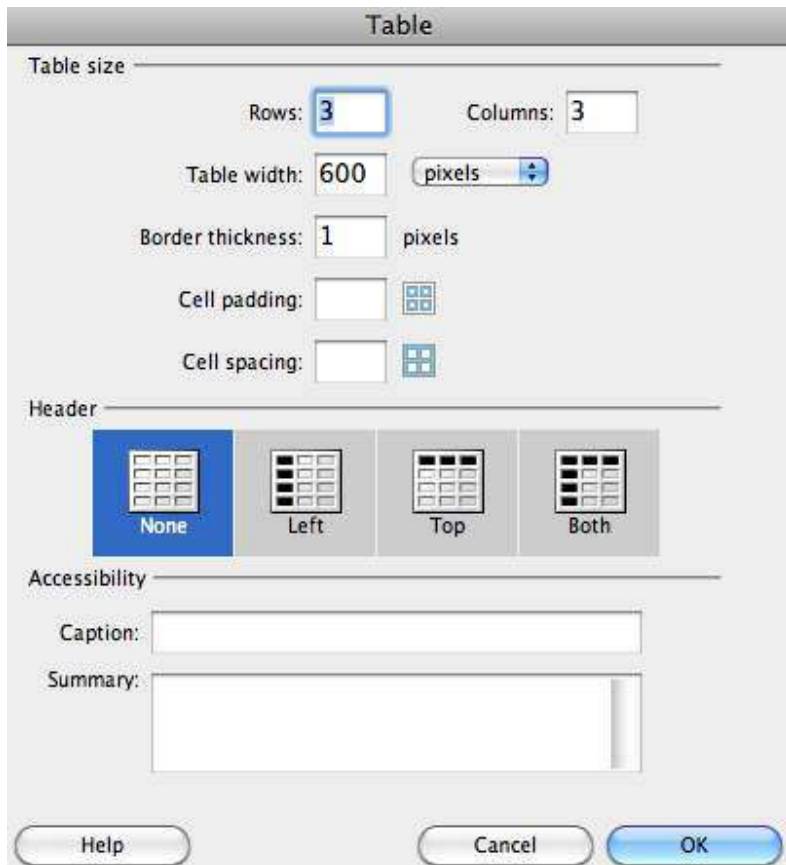 Table
Table size
Rows: 3 Columns: 3
Table width: 600 pixels
Border thickness: 1 pixels
Cell padding:
Cell spacing:
Header
None Left Top Both
Accessibility
Caption:
Summary:
Help Cancel OK